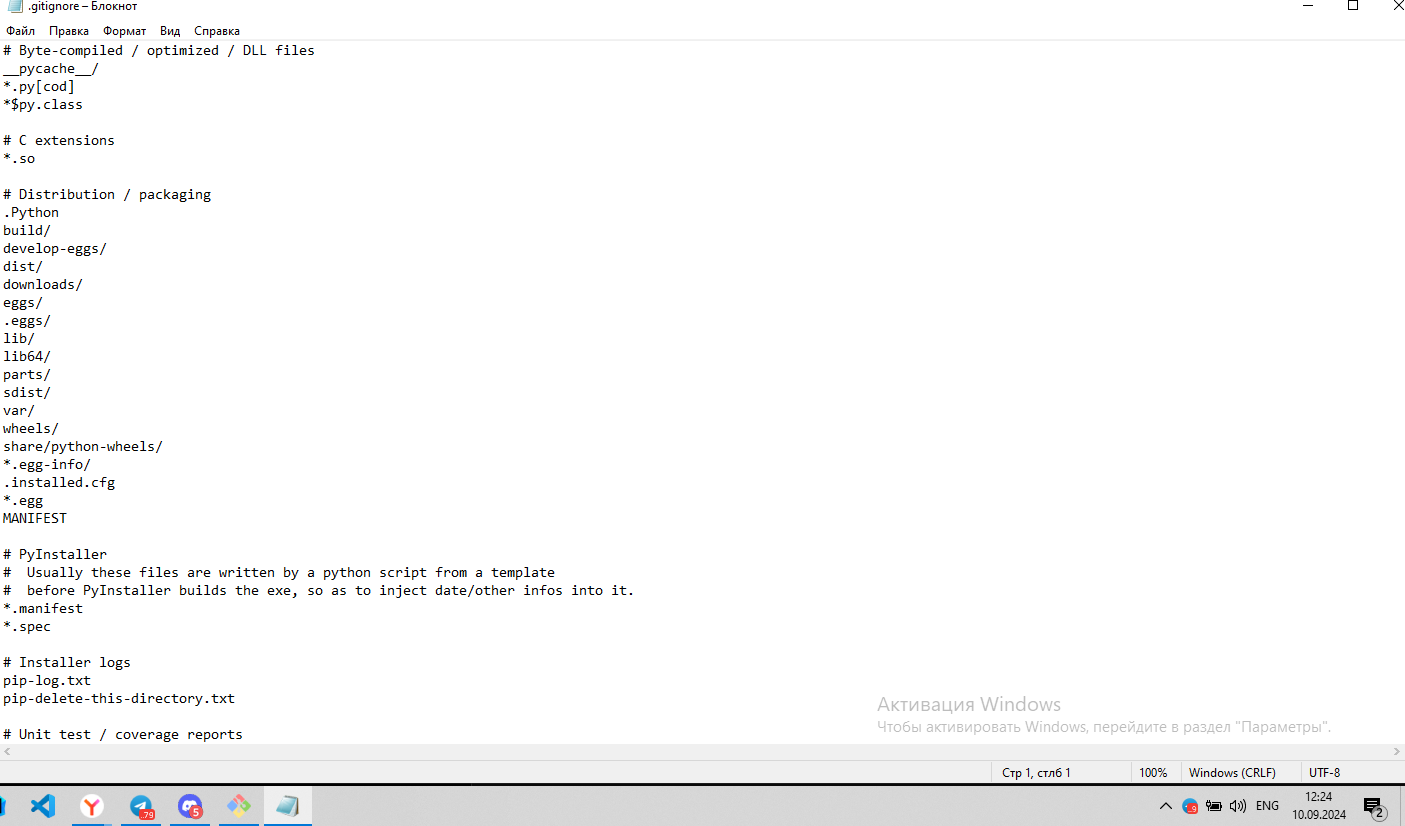 .gitignore – Блокнот
Файл Правка Формат Вид Справка
# Byte-compiled / optimized / DLL files
__pycache__/
*.py[cod]
*$py.class
# C extensions
*.so
# Distribution / packaging
.Python
build/
develop-eggs/
dist/
downloads/
eggs/
.eggs/
lib/
lib64/
parts/
sdist/
var/
wheels/
share/python-wheels/
*.egg-info/
.installed.cfg
*.egg
MANIFEST
# PyInstaller
#  Usually these files are written by a python script from a template
#  before PyInstaller builds the exe, so as to inject date/other infos into it.
*.manifest
*.spec
# Installer logs
pip-log.txt
pip-delete-this-directory.txt
# Unit test / coverage reports
Активация Windows
Чтобы активировать Windows, перейдите в раздел "Параметры".
Стр 1, стлб 1 100% Windows (CRLF) UTF-8
..79 5 9 ENG 12:24
10.09.2024 2